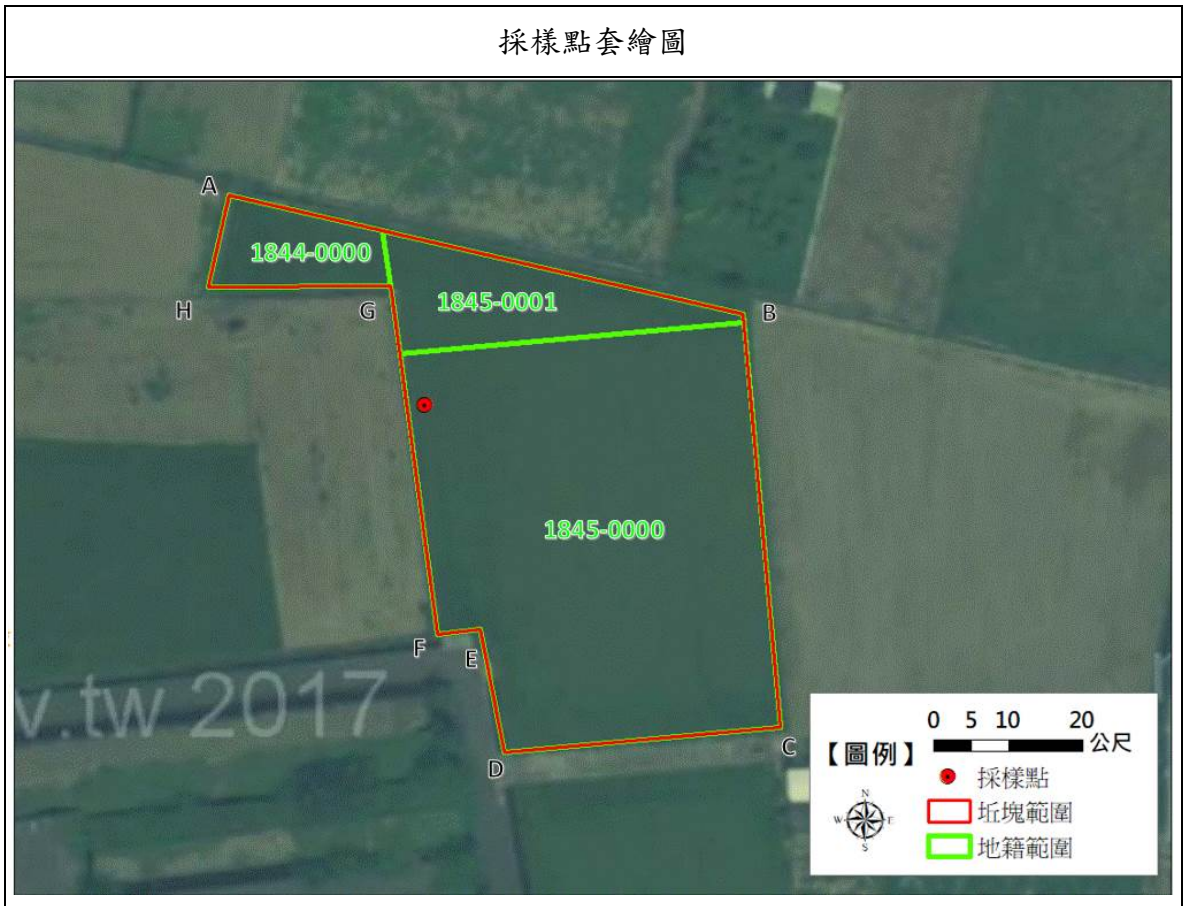 採樣點套繪圖
A
1844-0000
H
G
1845-0001
B
1845-0000
F
E
v.tw 2017
D
C
【圖例】
0 5 10 20
公尺
N
W E
S
採樣點
坵塊範圍
地籍範圍